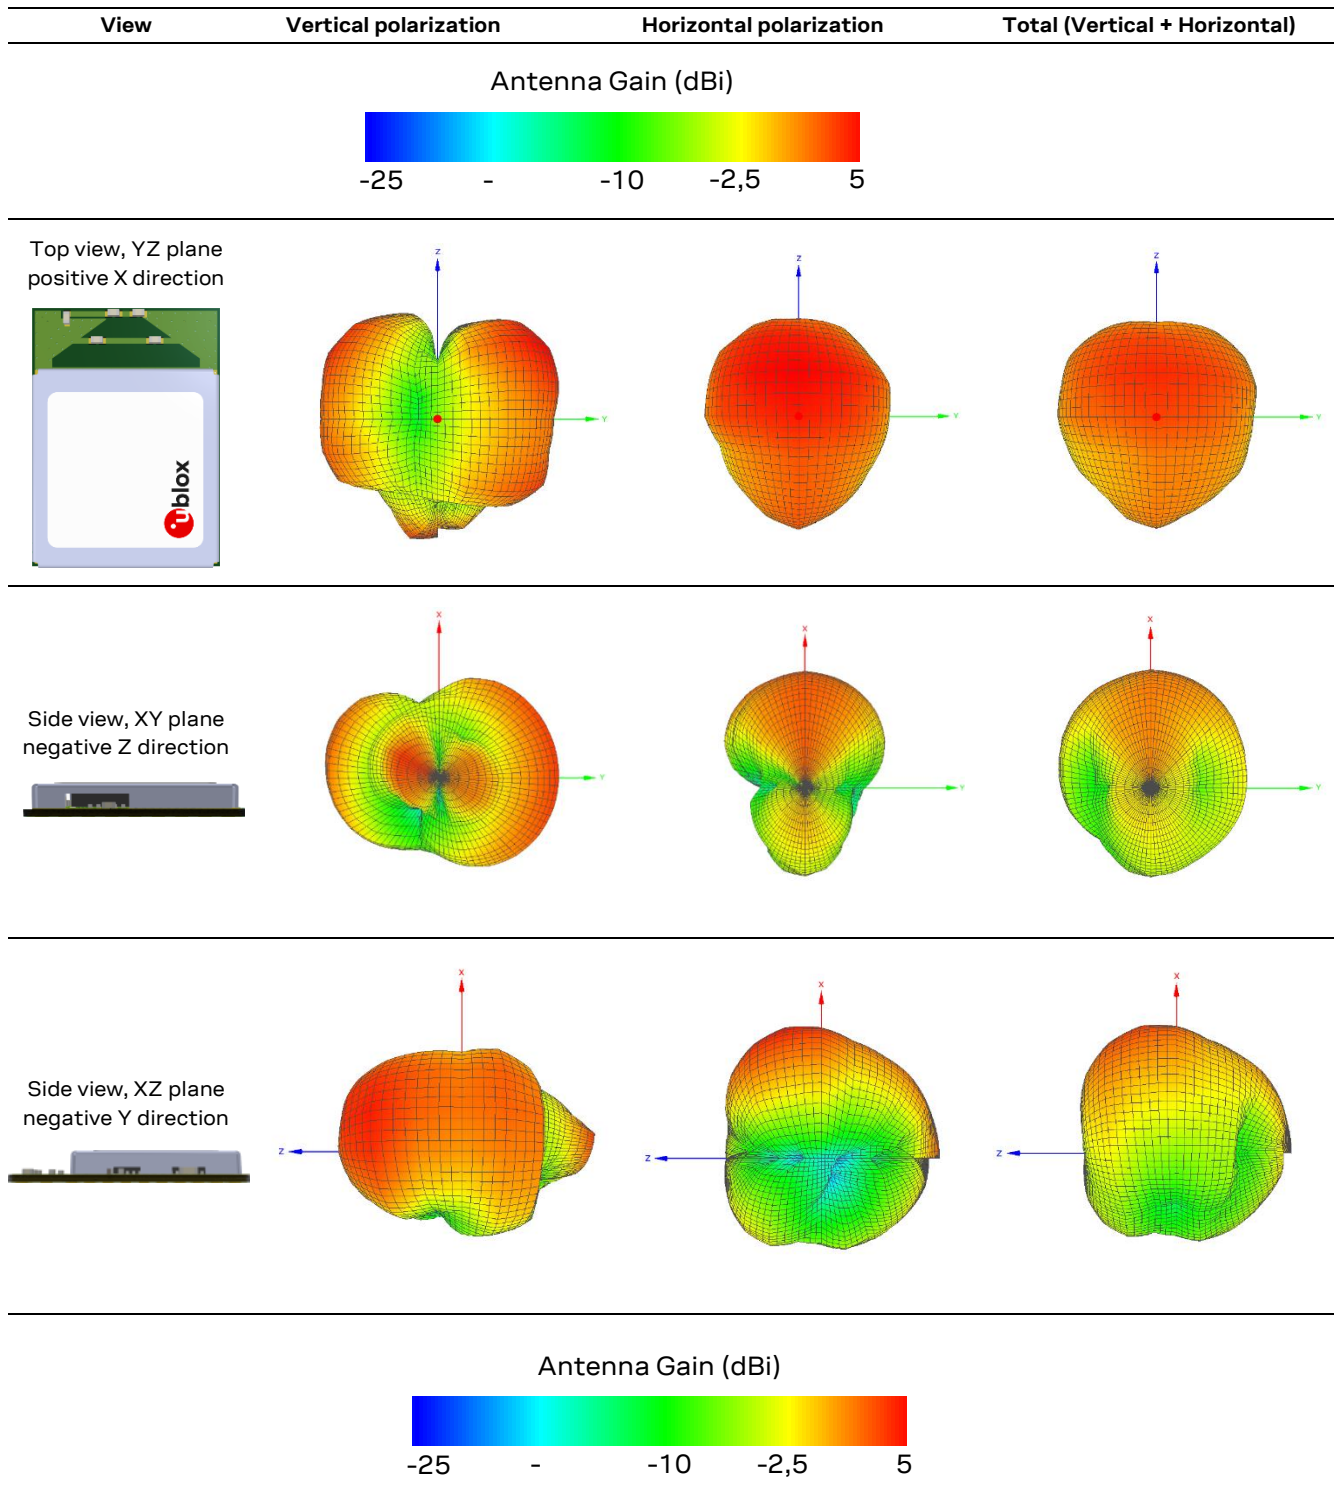 View Vertical polarization Horizontal polarization Total (Vertical + Horizontal)
Antenna Gain (dBi)
-25 - -10 -2,5 5
Top view, YZ plane
positive X direction
ublox
Z
Y
Z
Y
Z
Y
Side view, XY plane
negative Z direction
X
Y
X
Y
X
Y
Side view, XZ plane
negative Y direction
X
Z
X
Z
X
Z
Antenna Gain (dBi)
-25 - -10 -2,5 5